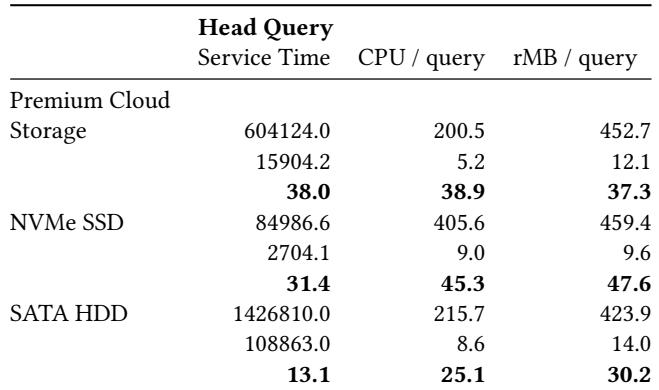 Head Query
Service Time CPU / query rMB / query
Premium Cloud
Storage 604124.0 200.5 452.7
15904.2 5.2 12.1
38.0 38.9 37.3
NVMe SSD 84986.6 405.6 459.4
2704.1 9.0 9.6
31.4 45.3 47.6
SATA HDD 1426810.0 215.7 423.9
108863.0 8.6 14.0
13.1 25.1 30.2